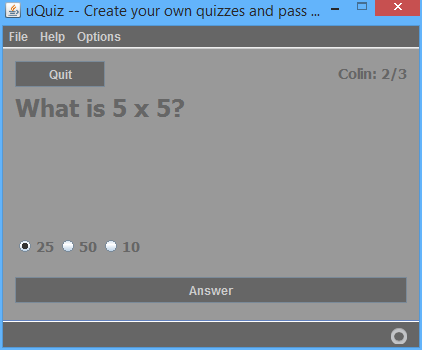 uQuiz -- Create your own quizzes and pass ...
File Help Options
Quit
Colin: 2/3
What is 5 x 5?
25 50 10
Answer